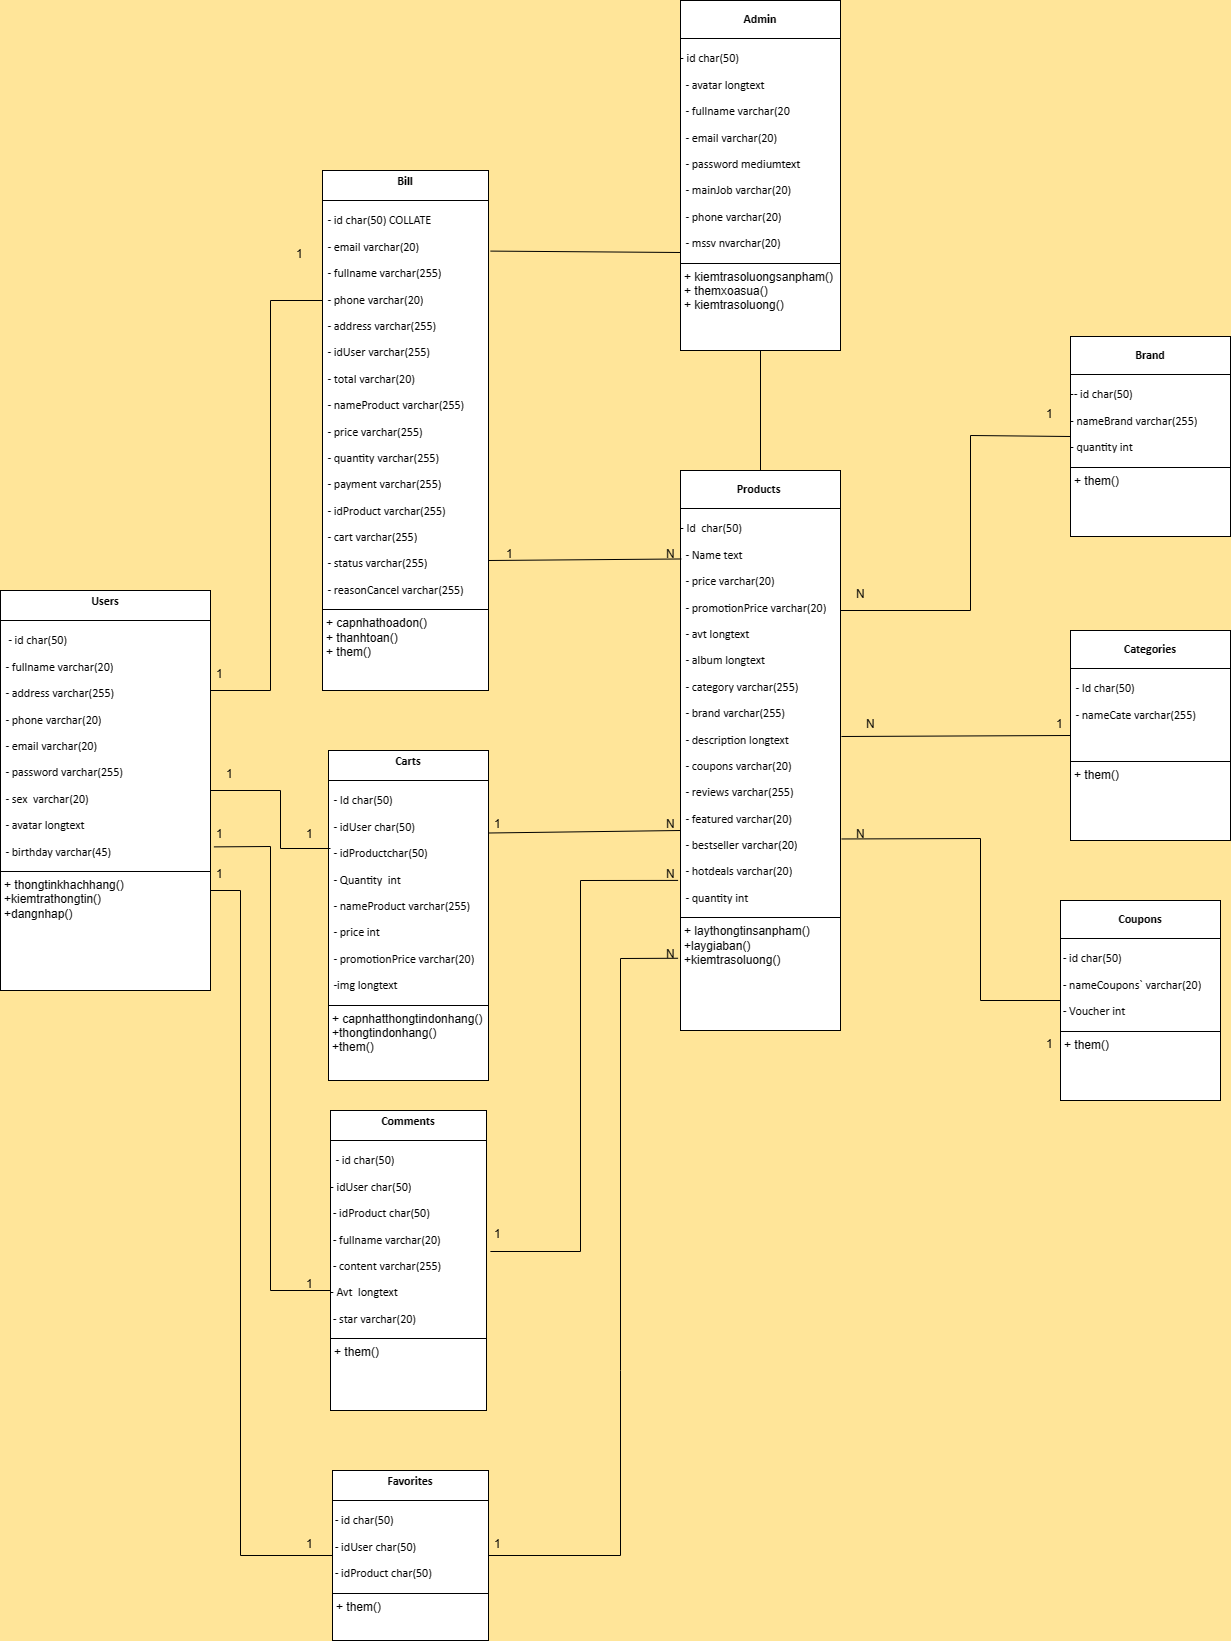 Admin
- id char(50)
- avatar longtext
- fullname varchar(20
- email varchar(20)
- password mediumtext
- mainJob varchar(20)
- phone varchar(20)
- mssv nvarchar(20)
+ kiemtrasoluongsanpham()
+ themxoasua()
+ kiemtrasoluong()
Bill
- id char(50) COLLATE
- email varchar(20)
- fullname varchar(255)
- phone varchar(20)
- address varchar(255)
- idUser varchar(255)
- total varchar(20)
- nameProduct varchar(255)
- price varchar(255)
- quantity varchar(255)
- payment varchar(255)
- idProduct varchar(255)
- cart varchar(255)
- status varchar(255)
- reasonCancel varchar(255)
+ capnhathoadon()
+ thanhtoan()
+ them()
1
1
1
N
Brand
-- id char(50)
- nameBrand varchar(255)
- quantity int
+ them()
1
N
Products
- Id  char(50)
- Name text
- price varchar(20)
- promotionPrice varchar(20)
- avt longtext
- album longtext
- category varchar(255)
- brand varchar(255)
- description longtext
- coupons varchar(20)
- reviews varchar(255)
- featured varchar(20)
- bestseller varchar(20)
- hotdeals varchar(20)
- quantity int
+ laythongtinsanpham()
+laygiaban()
+kiemtrasoluong()
Users
- id char(50)
- fullname varchar(20)
- address varchar(255)
- phone varchar(20)
- email varchar(20)
- password varchar(255)
- sex  varchar(20)
- avatar longtext
- birthday varchar(45)
+ thongtinkhachhang()
+kiemtrathongtin()
+dangnhap()
Categories
- Id char(50)
- nameCate varchar(255)
+ them()
N
1
Carts
- Id char(50)
- idUser char(50)
- idProductchar(50)
- Quantity  int
- nameProduct varchar(255)
- price int
- promotionPrice varchar(20)
-img longtext
+ capnhatthongtindonhang()
+thongtindonhang()
+them()
1
1
1
N
1
N
1
N
N
Coupons
- id char(50)
- nameCoupons` varchar(20)
- Voucher int
+ them()
1
Comments
- id char(50)
- idUser char(50)
- idProduct char(50)
- fullname varchar(20)
- content varchar(255)
- Avt  longtext
- star varchar(20)
+ them()
1
1
Favorites
- id char(50)
- idUser char(50)
- idProduct char(50)
+ them()
1
1